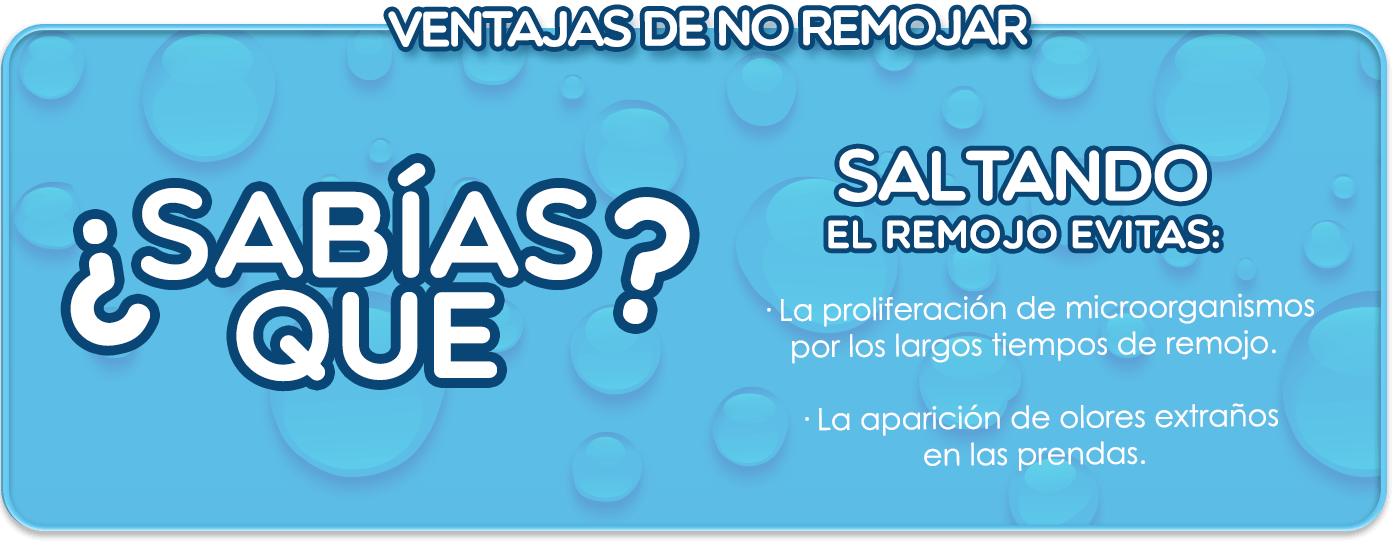 VENTAJAS DE NO REMOJAR
¿SABÍAS
QUE?
SALTANDO
EL REMOJO EVITAS:
· La proliferación de microorganismos
por los largos tiempos de remojo.
· La aparición de olores extraños
en las prendas.